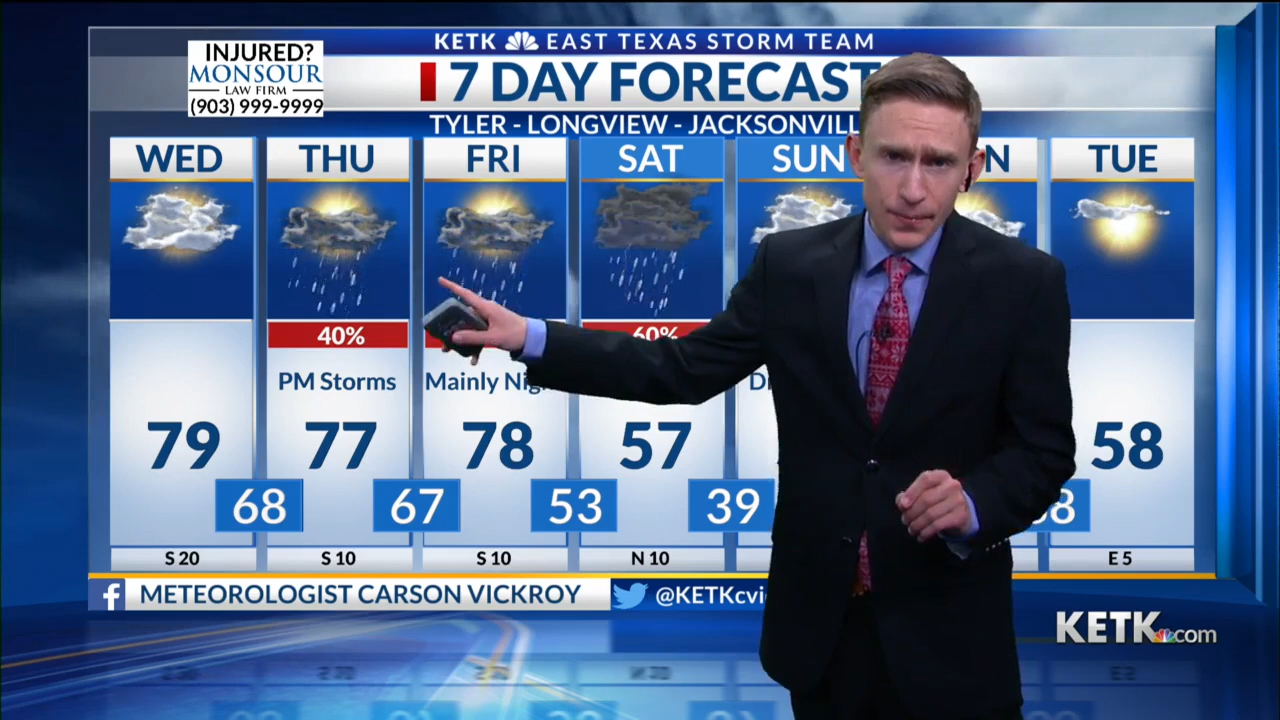 KETK EAST TEXAS STORM TEAM
INJURED?
MONSOUR
LAW FIRM
(903) 999-9999
7 DAY FORECAST
TYLER - LONGVIEW - JACKSONVILL
WED THU FRI SAT SUN N TUE
40% 60%
PM Storms Mainly
79 77 78 57 58
68 67 53 39 8
S 20 S 10 S 10 N 10 E 5
f METEOROLOGIST CARSON VICKROY @KETKcvi
KETK.com